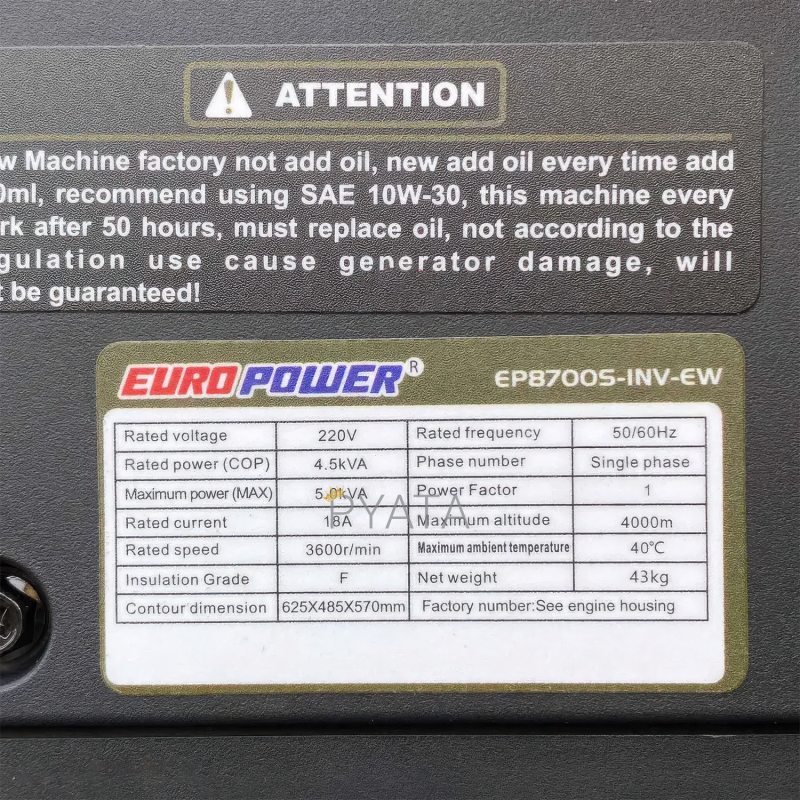 ATTENTION
Machine factory not add oil, new add oil every time add
recommend using SAE 10W-30, this machine every
after 50 hours, must replace oil, not according to the
use cause generator damage, will
be guaranteed!
EUROPOWER® EP8700S-INV-EW
Rated voltage 220V Rated frequency 50/60Hz
Rated power (COP) 4.5kVA Phase number Single phase
Maximum power (MAX) 5.0kVA Power Factor 1
PYATA
Rated current 18A Maximum altitude 4000m
Rated speed 3600r/min Maximum ambient temperature 40℃
Insulation Grade F Net weight 43kg
Contour dimension 625X485X570mm Factory number:See engine housing